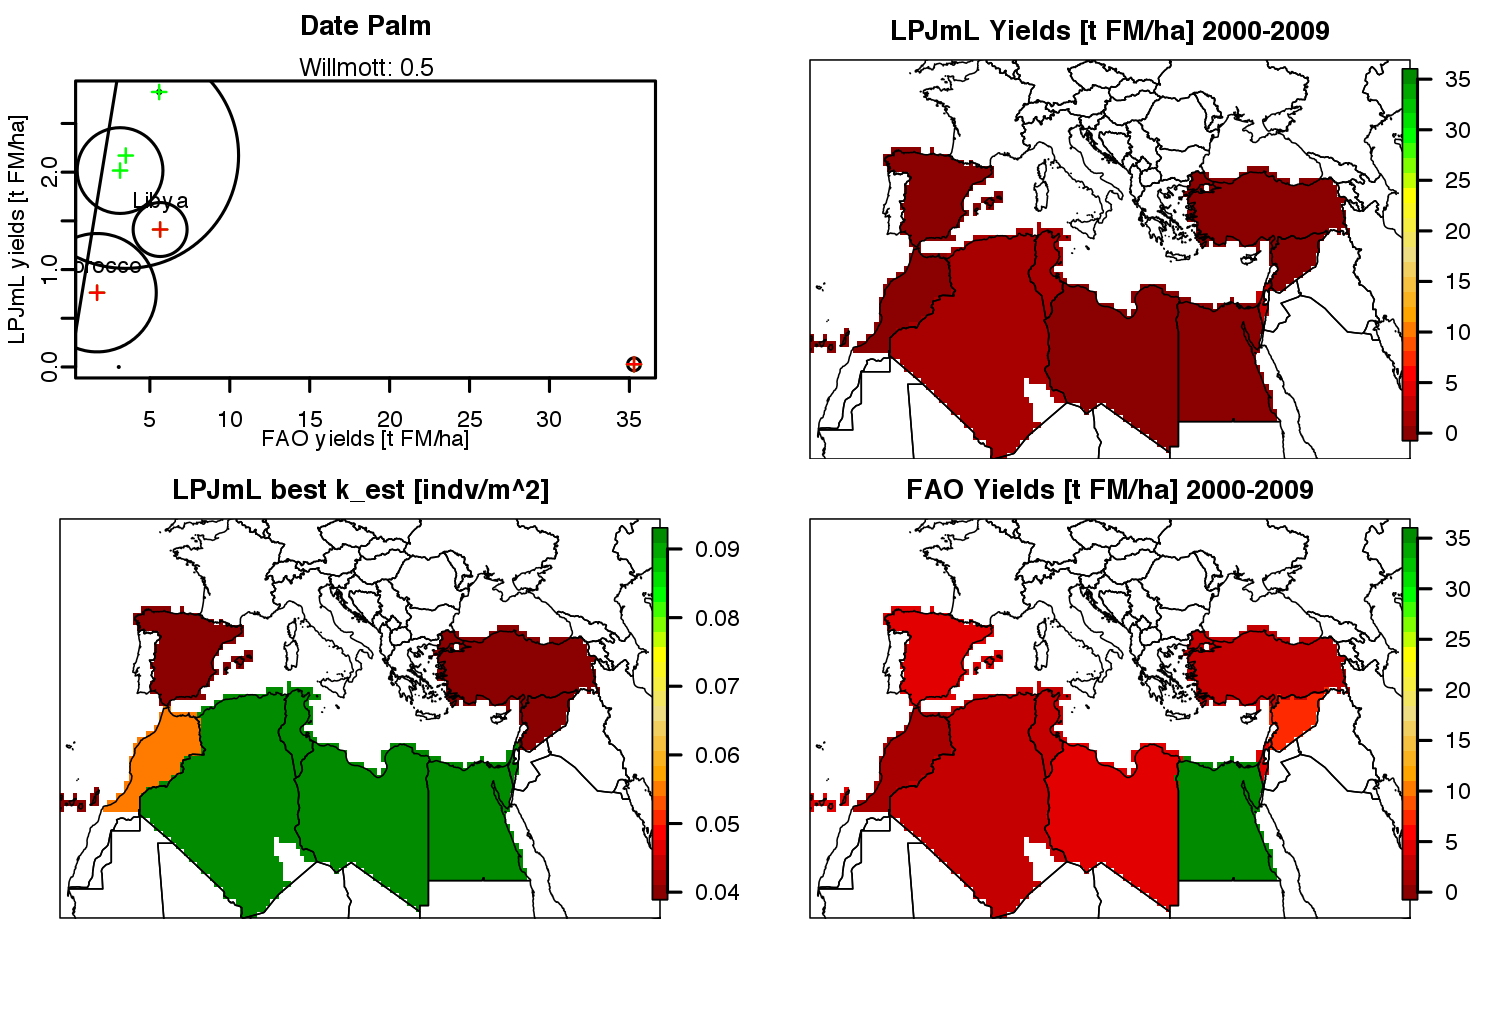 Date Palm
Willmott: 0.5
LPJmL yields [t FM/ha]
0.0
1.0
2.0
Libya
orocco
5 10 15 20 25 30 35
FAO yields [t FM/ha]
LPJmL Yields [t FM/ha] 2000-2009
35
30
25
20
15
10
5
0
LPJmL best k_est [indv/m^2]
0.09
0.08
0.07
0.06
0.05
0.04
FAO Yields [t FM/ha] 2000-2009
35
30
25
20
15
10
5
0